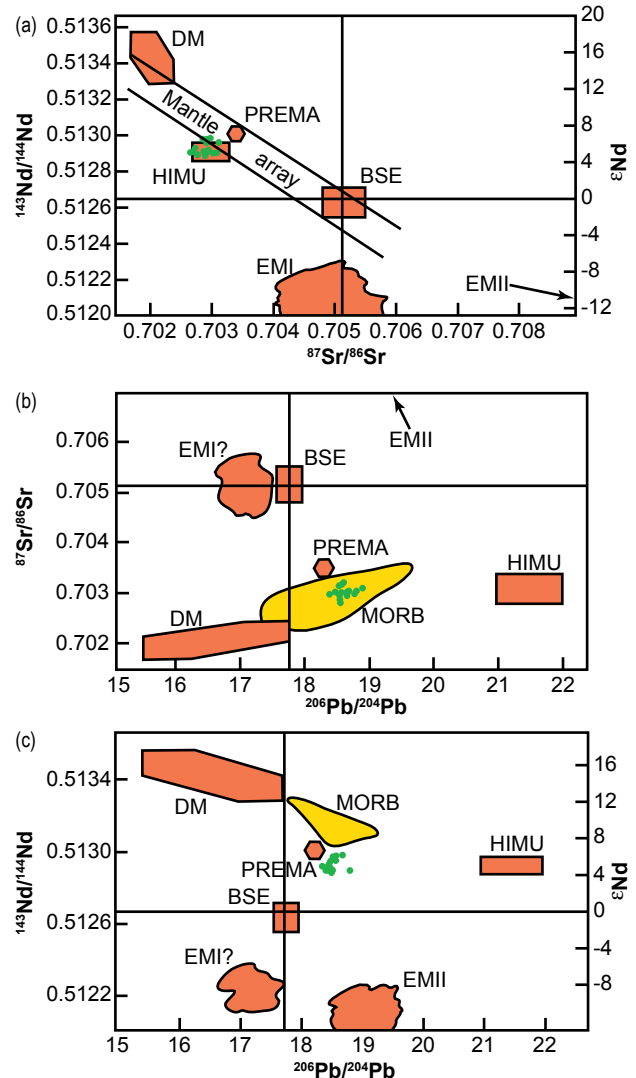 (a)
0.5136
0.5134
0.5130
0.5128
0.5126
0.5124
0.5122
0.5120
143Nd/144Nd
DM
PREMA
Mantle
array
HIMU
BSE
EMI
EMII
20
16
12
8
4
0
-4
-8
-12
εNd
0.702 0.703 0.704 0.705 0.706 0.707 0.708
87Sr/86Sr
(b)
0.706
0.705
0.704
0.703
0.702
87Sr/86Sr
EMI?
BSE
EMII
PREMA
HIMU
DM
MORB
15 16 17 18 19 20 21 22
206Pb/204Pb
(c)
0.5134
0.5130
0.5126
0.5122
143Nd/144Nd
DM
MORB
PREMA
HIMU
BSE
EMI?
EMII
16
12
8
4
0
-4
-8
εNd
15 16 17 18 19 20 21 22
206Pb/204Pb